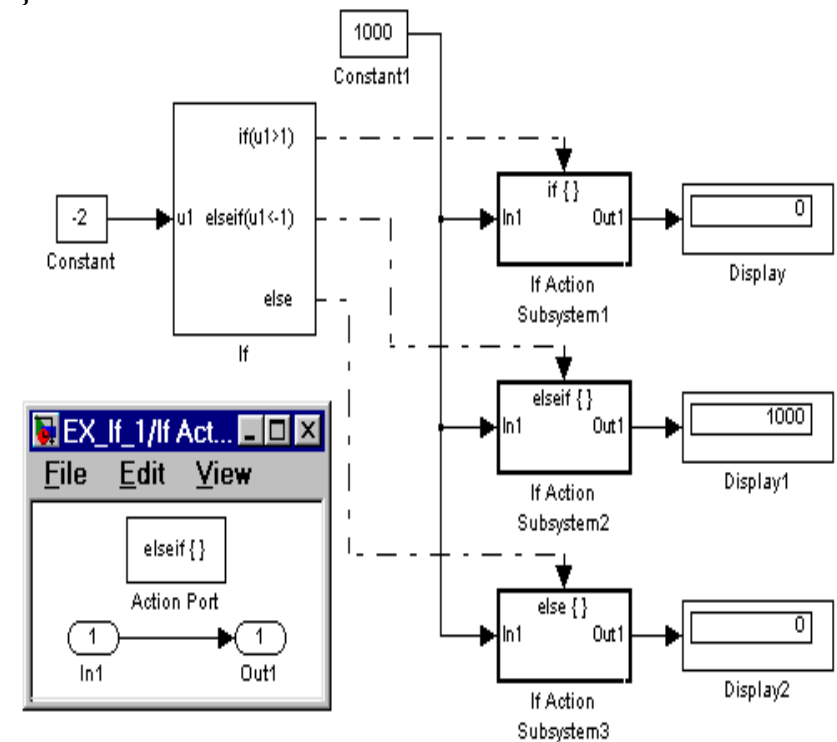 1000
Constant1
if(u1>1)
u1 elseif(u1<-1)
else
If
-2
Constant
if { }
In1 Out1
If Action
Subsystem1
0
Display
elseif { }
In1 Out1
If Action
Subsystem2
1000
Display1
else { }
In1 Out1
If Action
Subsystem3
0
Display2
EX_If_1/If Act...
File Edit View
elseif { }
Action Port
1 1
In1 Out1